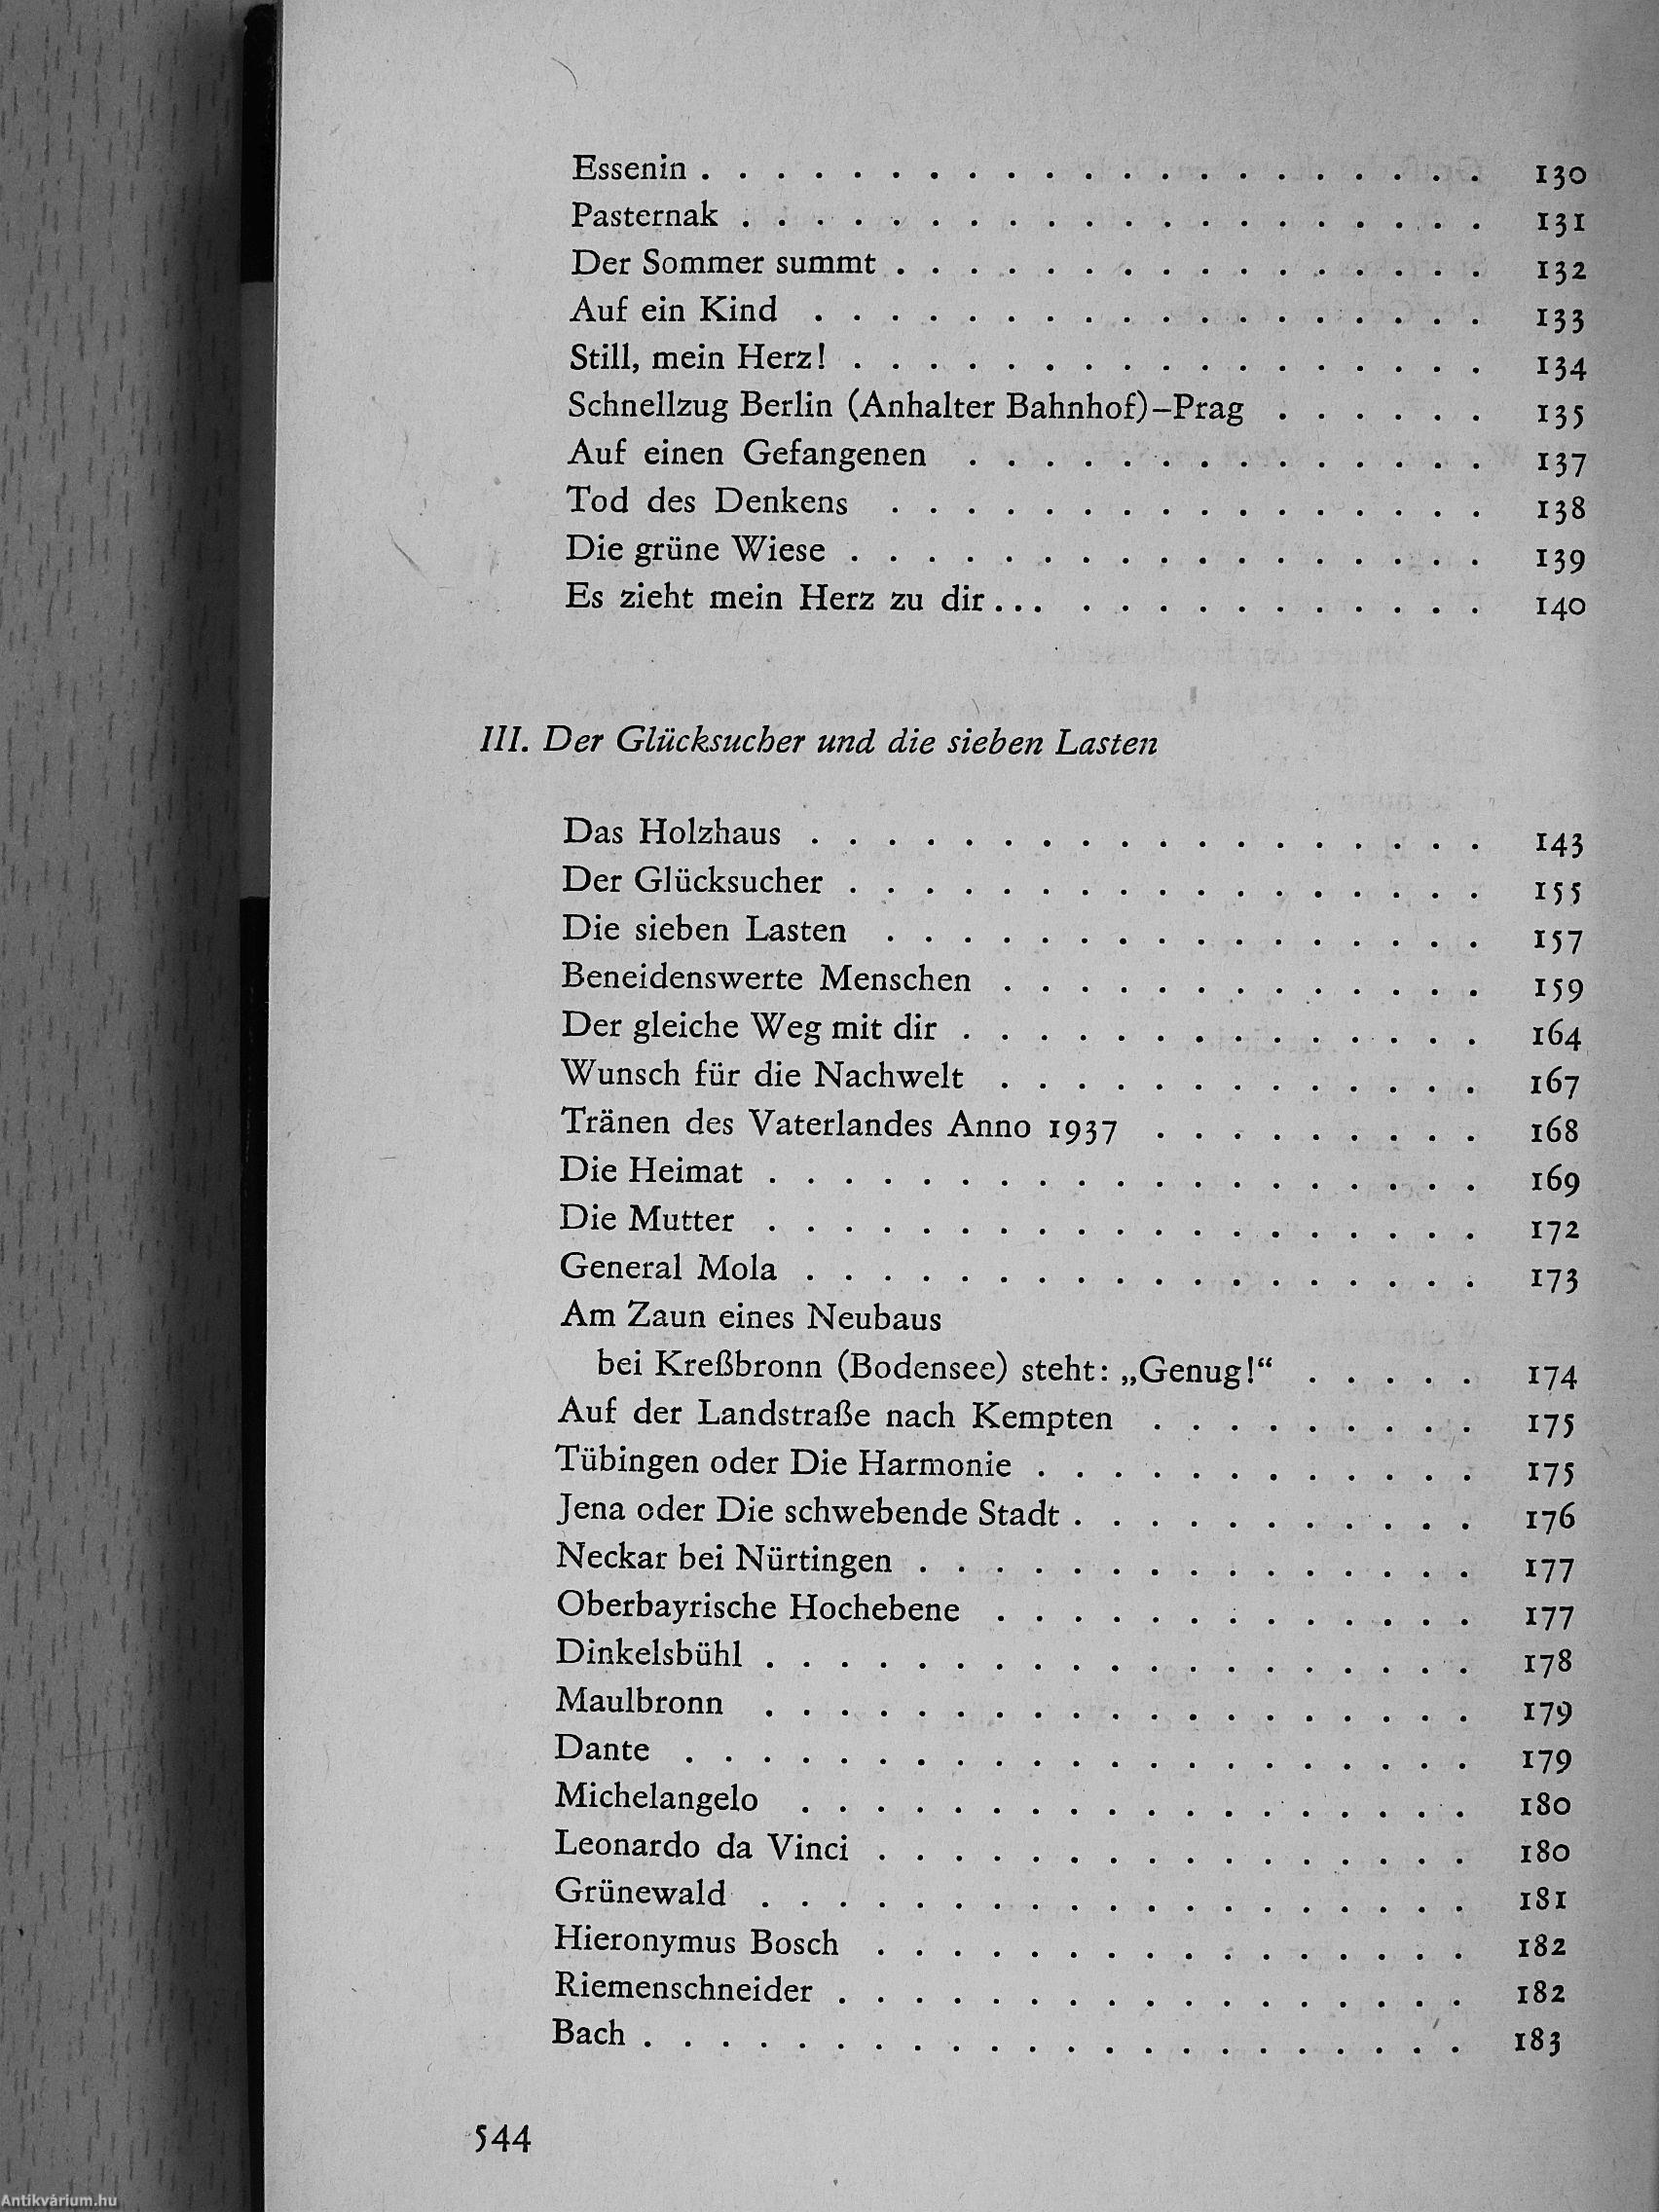 Essenin . . . . . . . . . . . . . . . . . . . . . 130
Pasternak . . . . . . . . . . . . . . . . . . . . 131
Der Sommer summt . . . . . . . . . . . . . . . . 132
Auf ein Kind . . . . . . . . . . . . . . . . . . 133
Still, mein Herz! . . . . . . . . . . . . . . . . . 134
Schnellzug Berlin (Anhalter Bahnhof)–Prag . . . . . . 135
Auf einen Gefangenen . . . . . . . . . . . . . . 137
Tod des Denkens . . . . . . . . . . . . . . . . 138
Die grüne Wiese . . . . . . . . . . . . . . . . . 139
Es zieht mein Herz zu dir... . . . . . . . . . . . 140
III. Der Glücksucher und die sieben Lasten
Das Holzhaus . . . . . . . . . . . . . . . . . . 143
Der Glücksucher . . . . . . . . . . . . . . . . . 155
Die sieben Lasten . . . . . . . . . . . . . . . . 157
Beneidenswerte Menschen . . . . . . . . . . . . . 159
Der gleiche Weg mit dir . . . . . . . . . . . . . . 164
Wunsch für die Nachwelt . . . . . . . . . . . . . 167
Tränen des Vaterlandes Anno 1937 . . . . . . . . . 168
Die Heimat . . . . . . . . . . . . . . . . . . . 169
Die Mutter . . . . . . . . . . . . . . . . . . . 172
General Mola . . . . . . . . . . . . . . . . . . 173
Am Zaun eines Neubaus
bei Kreßbronn (Bodensee) steht: „Genug!“ . . . . . 174
Auf der Landstraße nach Kempten . . . . . . . . . 175
Tübingen oder Die Harmonie . . . . . . . . . . . . 175
Jena oder Die schwebende Stadt . . . . . . . . . . . 176
Neckar bei Nürtingen . . . . . . . . . . . . . . . 177
Oberbayrische Hochebene . . . . . . . . . . . . . 177
Dinkelsbühl . . . . . . . . . . . . . . . . . . . 178
Maulbronn . . . . . . . . . . . . . . . . . . . 179
Dante . . . . . . . . . . . . . . . . . . . . . 179
Michelangelo . . . . . . . . . . . . . . . . . . 180
Leonardo da Vinci . . . . . . . . . . . . . . . . 180
Grünewald . . . . . . . . . . . . . . . . . . . 181
Hieronymus Bosch . . . . . . . . . . . . . . . . 182
Riemenschneider . . . . . . . . . . . . . . . . . 182
Bach . . . . . . . . . . . . . . . . . . . . . . 183
544
Antikvárium.hu